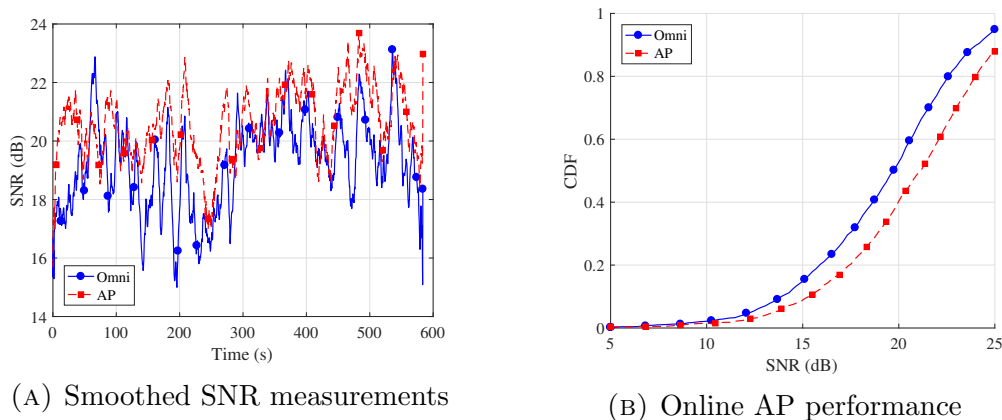 24
22
20
18
16
14
SNR (dB)
Omni
AP
0
100
200
300
400
500
600
Time (s)
(A) Smoothed SNR measurements
1
0.8
0.6
0.4
0.2
0
CDF
Omni
AP
5
10
15
20
25
SNR (dB)
(B) Online AP performance